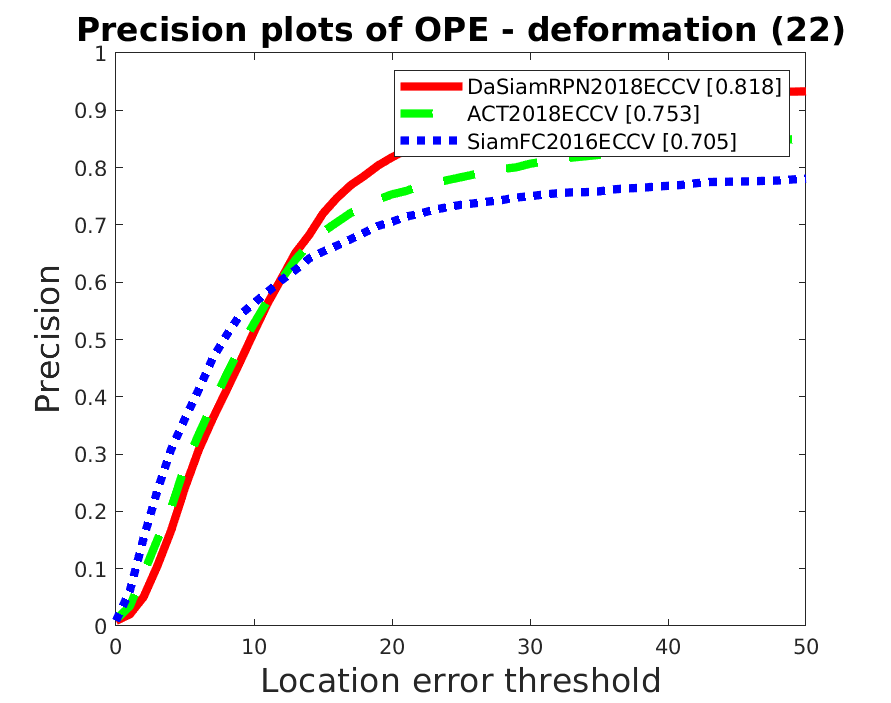 Precision plots of OPE - deformation (22)
1
0.9
0.8
0.7
0.6
0.5
0.4
0.3
0.2
0.1
0
Precision
DaSiamRPN2018ECCV [0.818]
ACT2018ECCV [0.753]
SiamFC2016ECCV [0.705]
0 10 20 30 40 50
Location error threshold